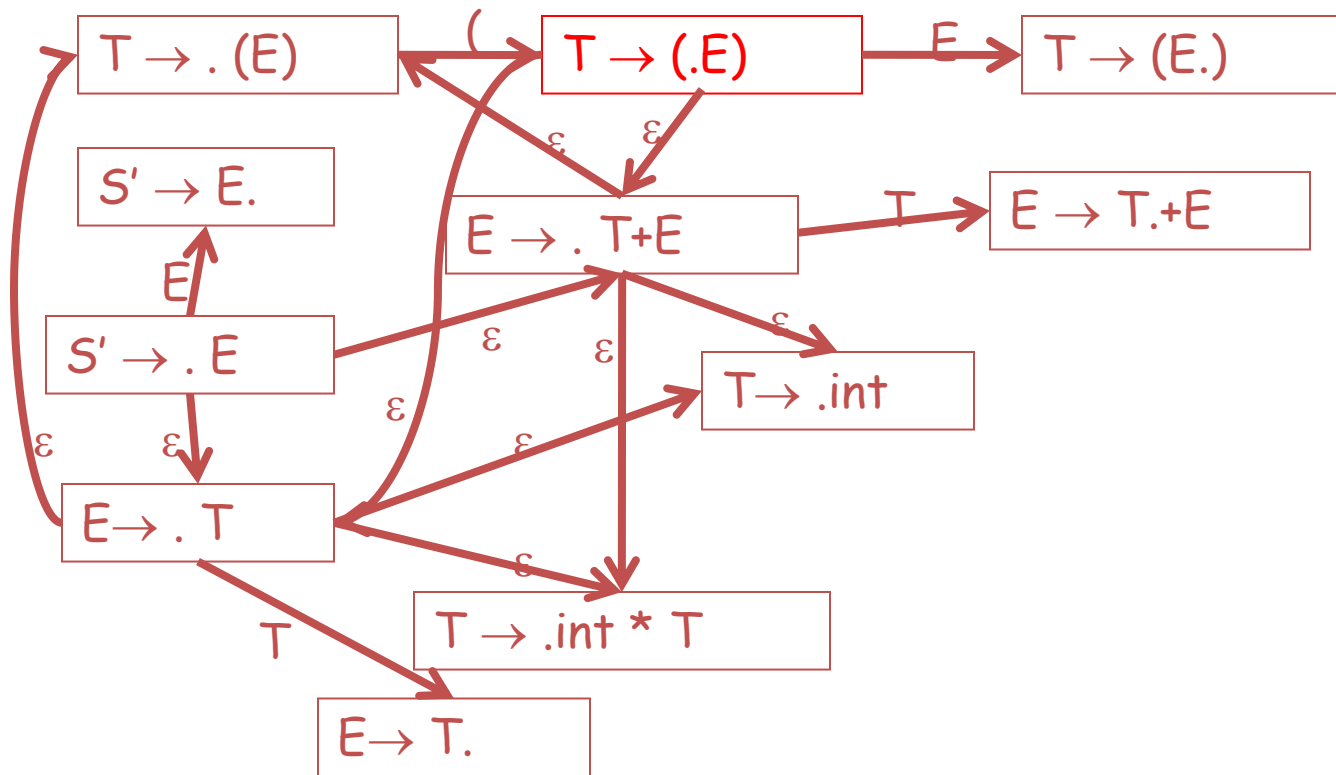 T → . (E)
(
T → (.E)
E
T → (E.)
ε
ε
S' → E.
E → . T+E
T
E → T.+E
E
S' → . E
ε
ε
ε
T→ .int
ε
ε
ε
ε
E→ . T
ε
T → .int * T
T
E→ T.